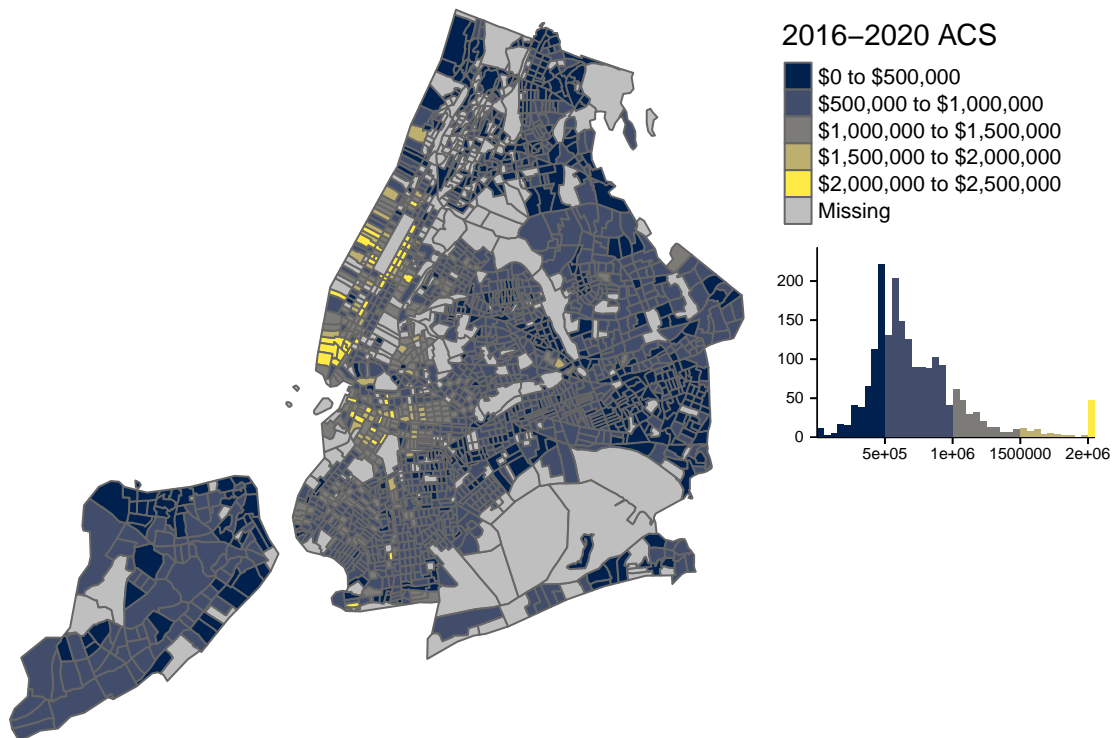 2016–2020 ACS
$0 to $500,000
$500,000 to $1,000,000
$1,000,000 to $1,500,000
$1,500,000 to $2,000,000
$2,000,000 to $2,500,000
Missing
200
150
100
50
0
5e+05 1e+06 1500000 2e+06